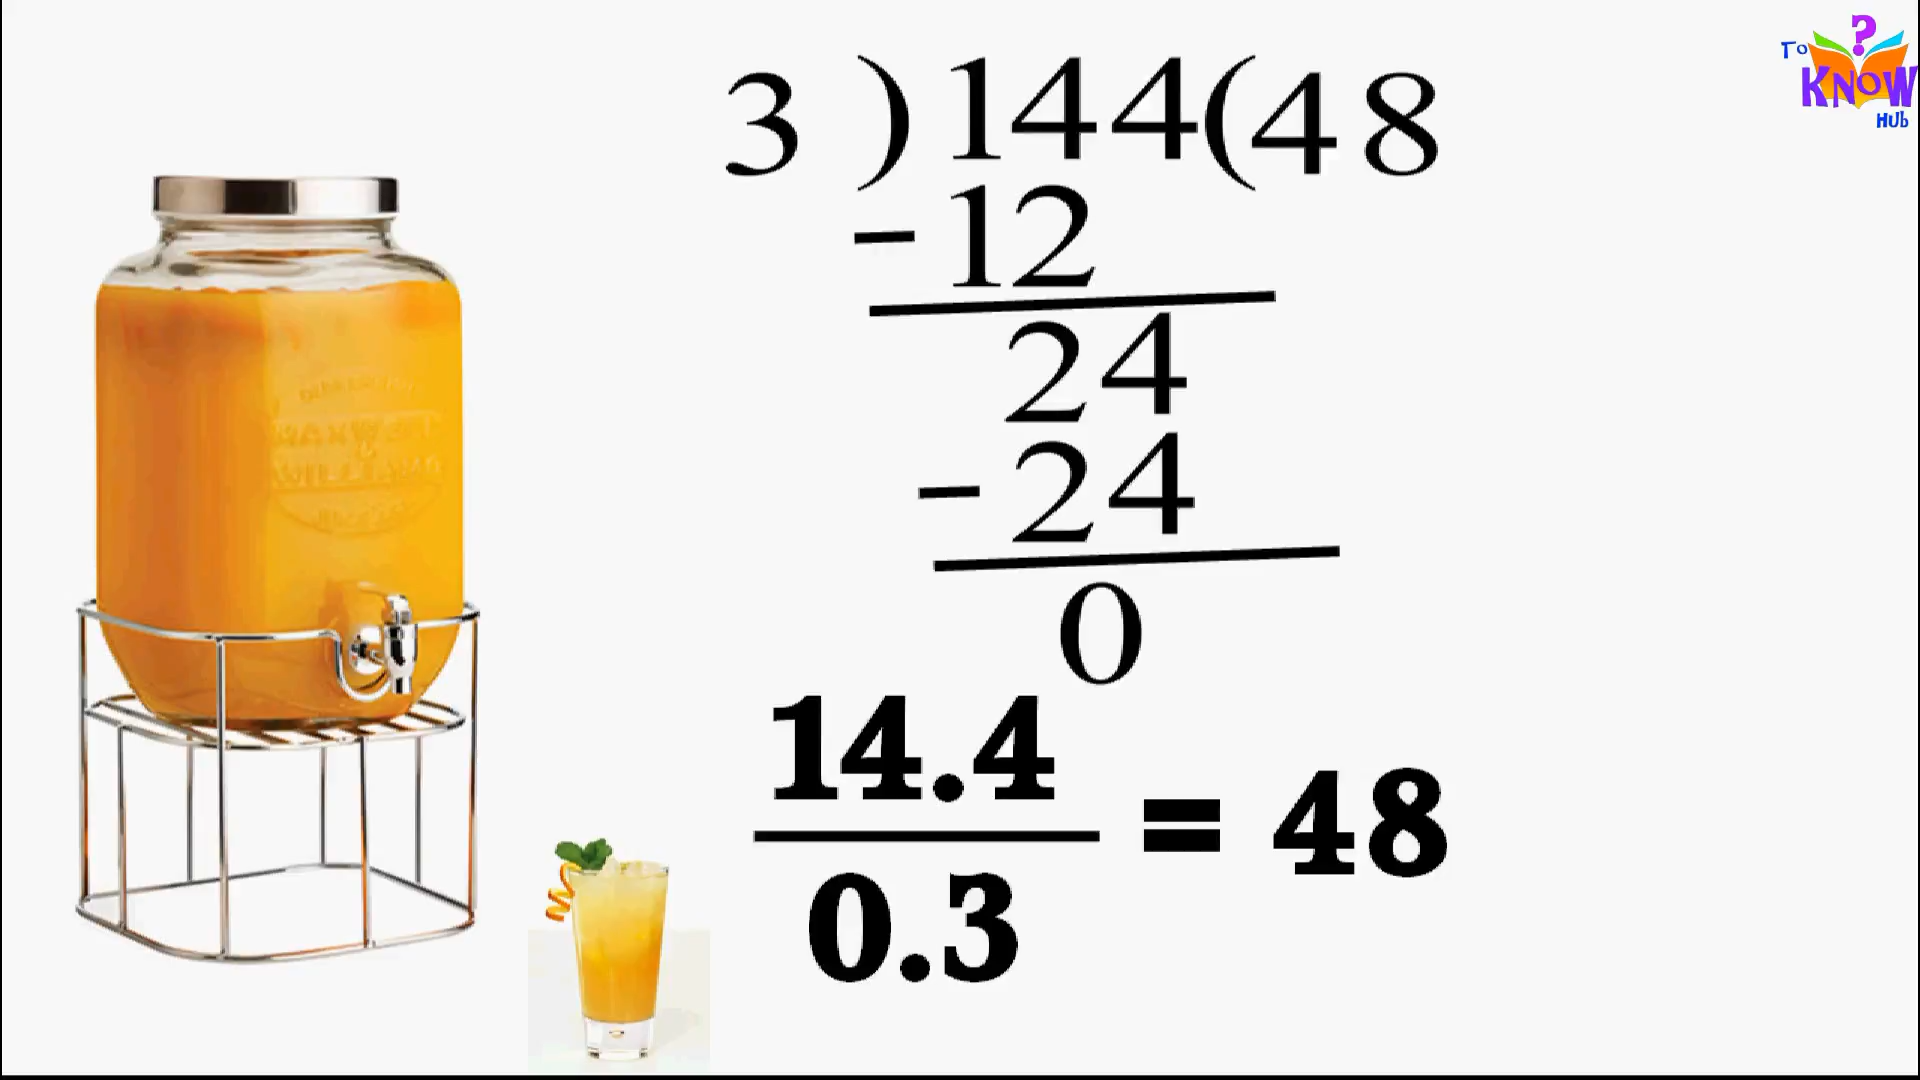 To
?
KNOW
HUb
3 ) 144 ( 48
- 12
24
- 24
0
14.4
0.3
= 48